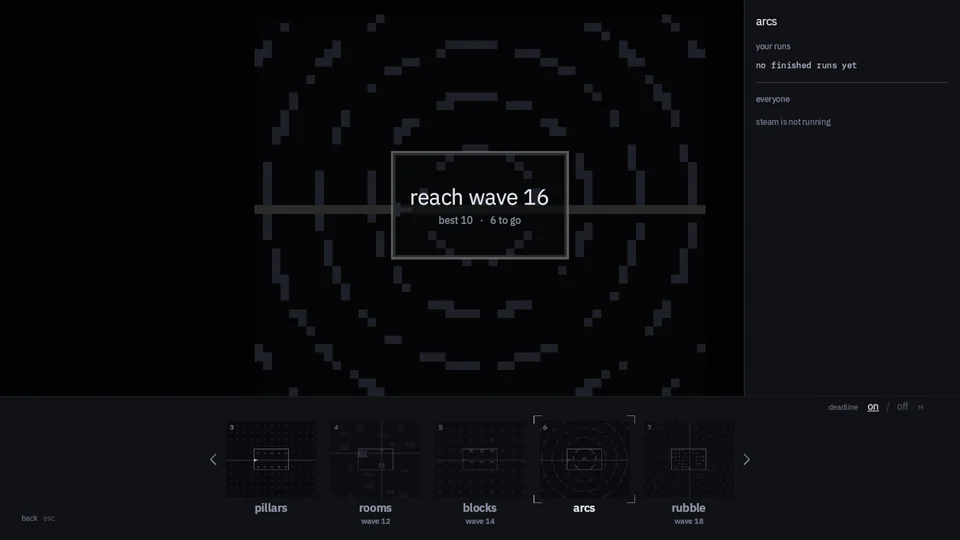 arcs
your runs
no finished runs yet
everyone
steam is not running
reach wave 16
best 10 · 6 to go
deadline on / off M
3
4
5
6
7
pillars
rooms
wave 12
blocks
wave 14
arcs
rubble
wave 18
back esc